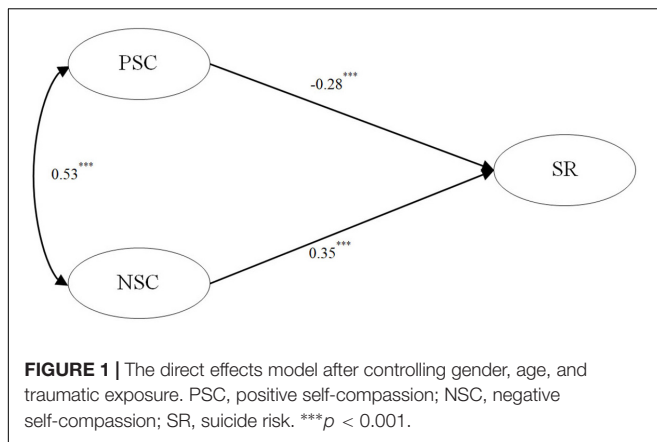 PSC
-0.28***
SR
0.53***
0.35***
NSC
FIGURE 1 | The direct effects model after controlling gender, age, and
traumatic exposure. PSC, positive self-compassion; NSC, negative
self-compassion; SR, suicide risk. ***p < 0.001.